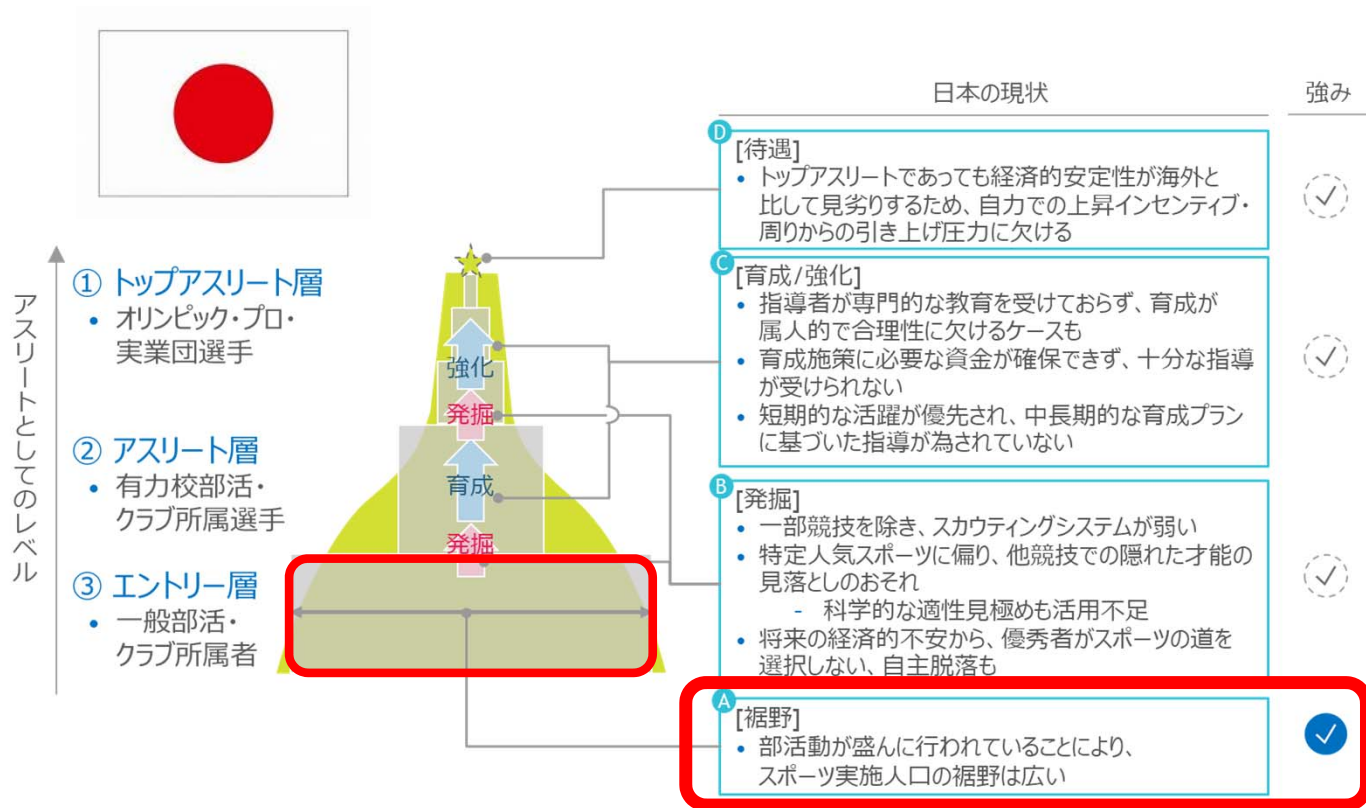 日本の現状
強み
アスリートとしてのレベル
① トップアスリート層
• オリンピック・プロ・
実業団選手
② アスリート層
• 有力校部活・
クラブ所属選手
③ エントリー層
• 一般部活・
クラブ所属者
強化
発掘
育成
発掘
D
[待遇]
• トップアスリートであっても経済的安定性が海外と
比して見劣りするため、自力での上昇インセンティブ・
周りからの引き上げ圧力に欠ける
C
[育成/強化]
• 指導者が専門的な教育を受けておらず、育成が
属人的で合理性に欠けるケースも
• 育成施策に必要な資金が確保できず、十分な指導
が受けられない
• 短期的な活躍が優先され、中長期的な育成プラン
に基づいた指導が為されていない
B
[発掘]
• 一部競技を除き、スカウティングシステムが弱い
• 特定人気スポーツに偏り、他競技での隠れた才能の
見落としのおそれ
- 科学的な適性見極めも活用不足
• 将来の経済的不安から、優秀者がスポーツの道を
選択しない、自主脱落も
A
[裾野]
• 部活動が盛んに行われていることにより、
スポーツ実施人口の裾野は広い